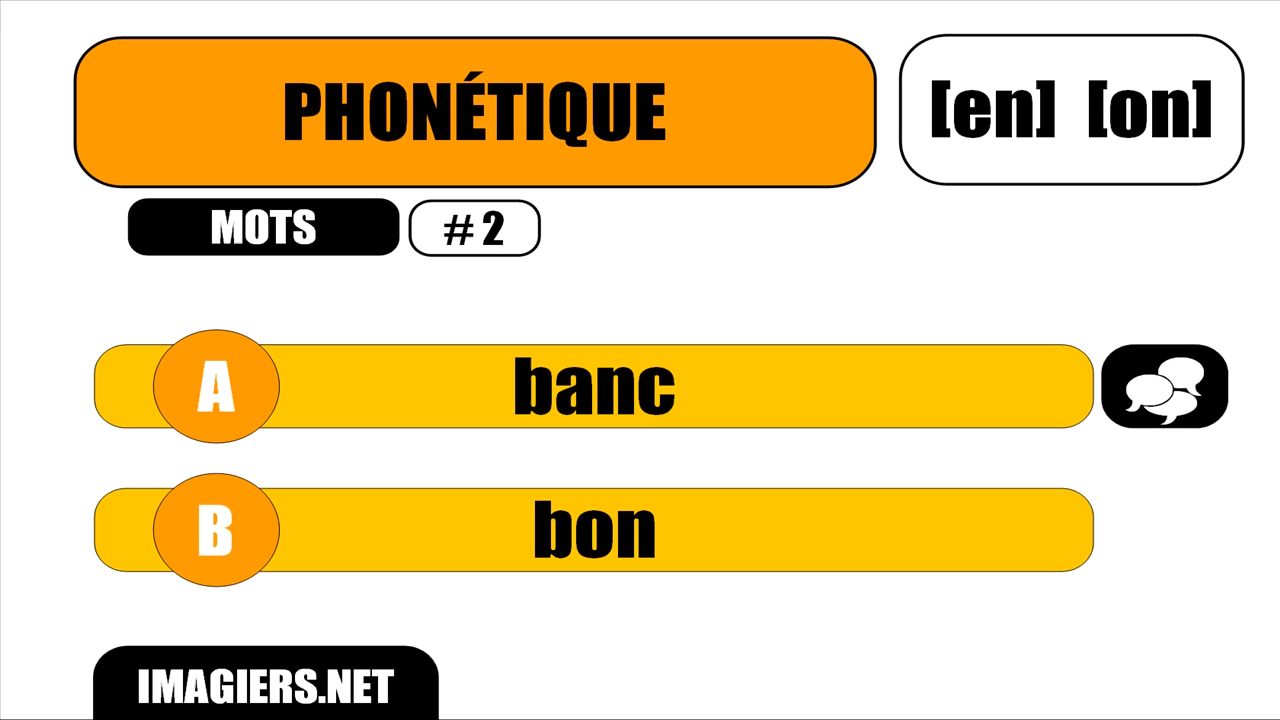 PHONÉTIQUE
[en] [on]
MOTS
# 2
A
banc
B
bon
IMAGIERS.NET